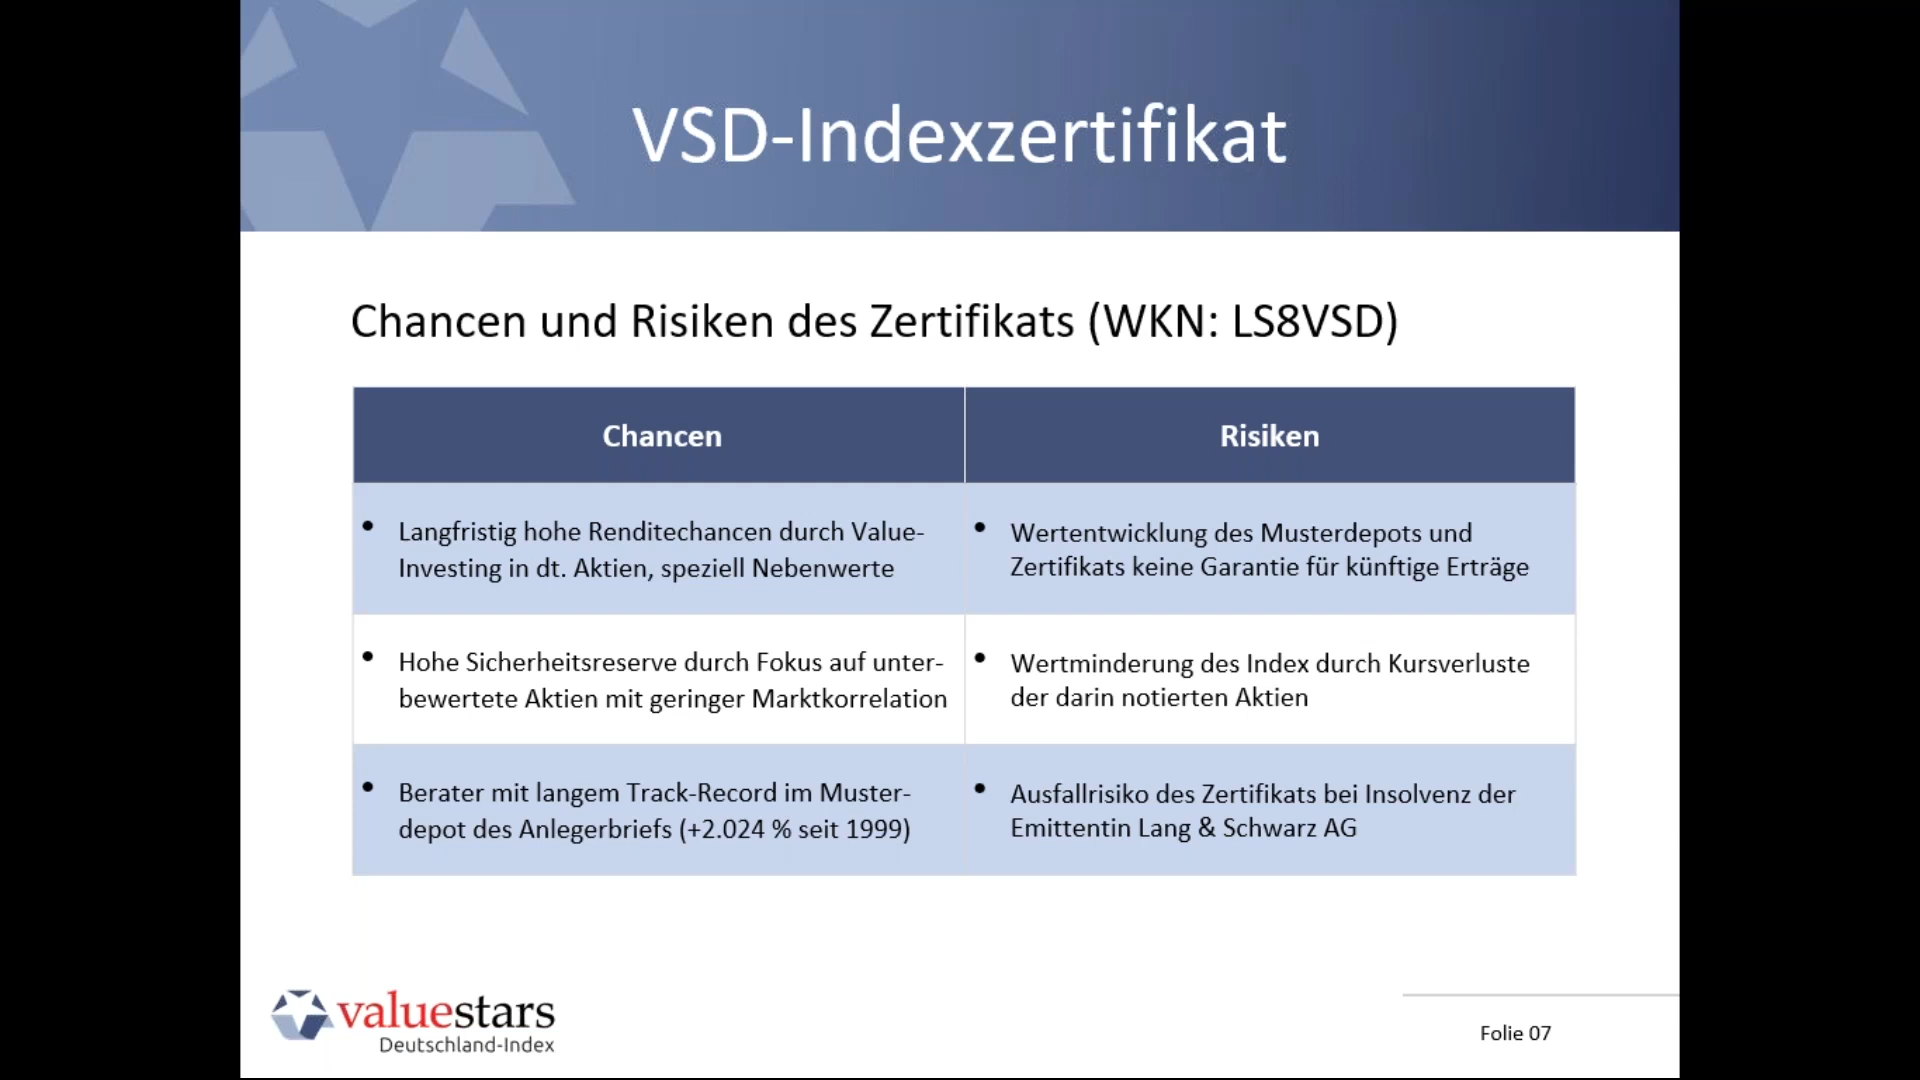 VSD-Indexzertifikat
Chancen und Risiken des Zertifikats (WKN: LS8VSD)
Chancen
Risiken
• Langfristig hohe Renditechancen durch Value-
Investing in dt. Aktien, speziell Nebenwerte
• Wertentwicklung des Musterdepots und
Zertifikats keine Garantie für künftige Erträge
• Hohe Sicherheitsreserve durch Fokus auf unter-
bewertete Aktien mit geringer Marktkorrelation
• Wertminderung des Index durch Kursverluste
der darin notierten Aktien
• Berater mit langem Track-Record im Muster-
depot des Anlegerbriefs (+2.024 % seit 1999)
• Ausfallrisiko des Zertifikats bei Insolvenz der
Emittentin Lang & Schwarz AG
valuestars
Deutschland-Index
Folie 07